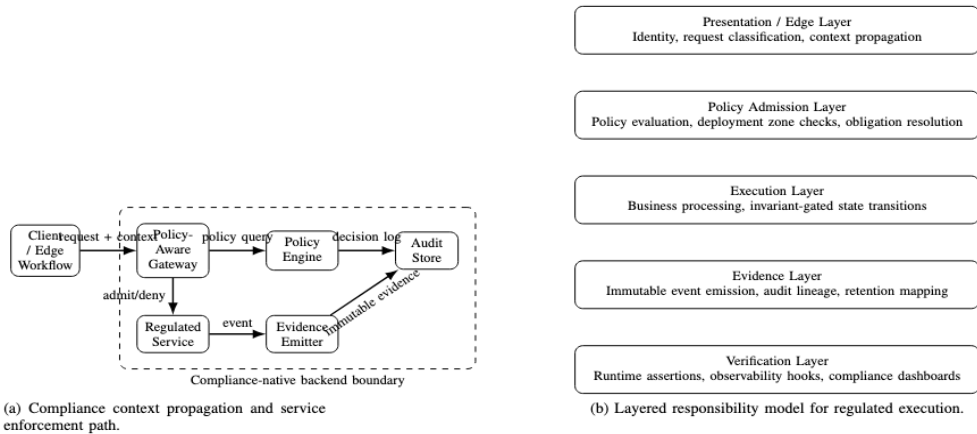 Client
/ Edge
Workflow
request + context
Policy-
Aware
Gateway
policy query
Policy
Engine
decision log
Audit
Store
admit/deny
Regulated
Service
event
Evidence
Emitter
immutable evidence
Compliance-native backend boundary
(a) Compliance context propagation and service
enforcement path.
Presentation / Edge Layer
Identity, request classification, context propagation
Policy Admission Layer
Policy evaluation, deployment zone checks, obligation resolution
Execution Layer
Business processing, invariant-gated state transitions
Evidence Layer
Immutable event emission, audit lineage, retention mapping
Verification Layer
Runtime assertions, observability hooks, compliance dashboards
(b) Layered responsibility model for regulated execution.